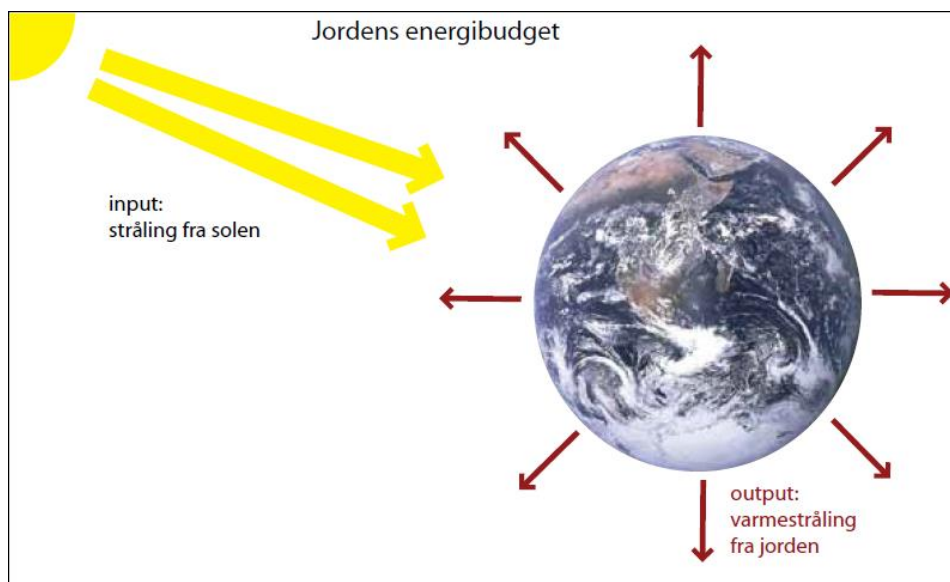 Jordens energibudget
input:
stråling fra solen
output:
varmestråling
fra jorden